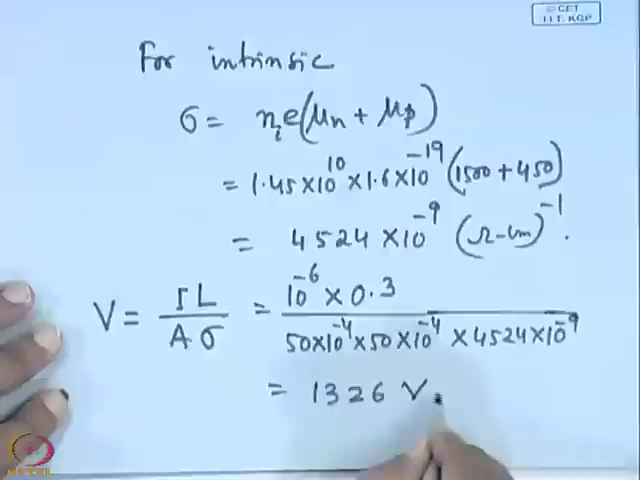 © CET
I.I.T. KGP
For intrinsic
σ = nᵢe(μn + μp)
= 1.45×10¹⁰×1.6×10⁻¹⁹(1500+450)
= 4524×10⁻⁹ (Ω-cm)⁻¹.
V = IL/Aσ = 10⁻⁶ × 0.3 / 50×10⁻⁴×50×10⁻⁴×4524×10⁻⁹
= 1326 V.